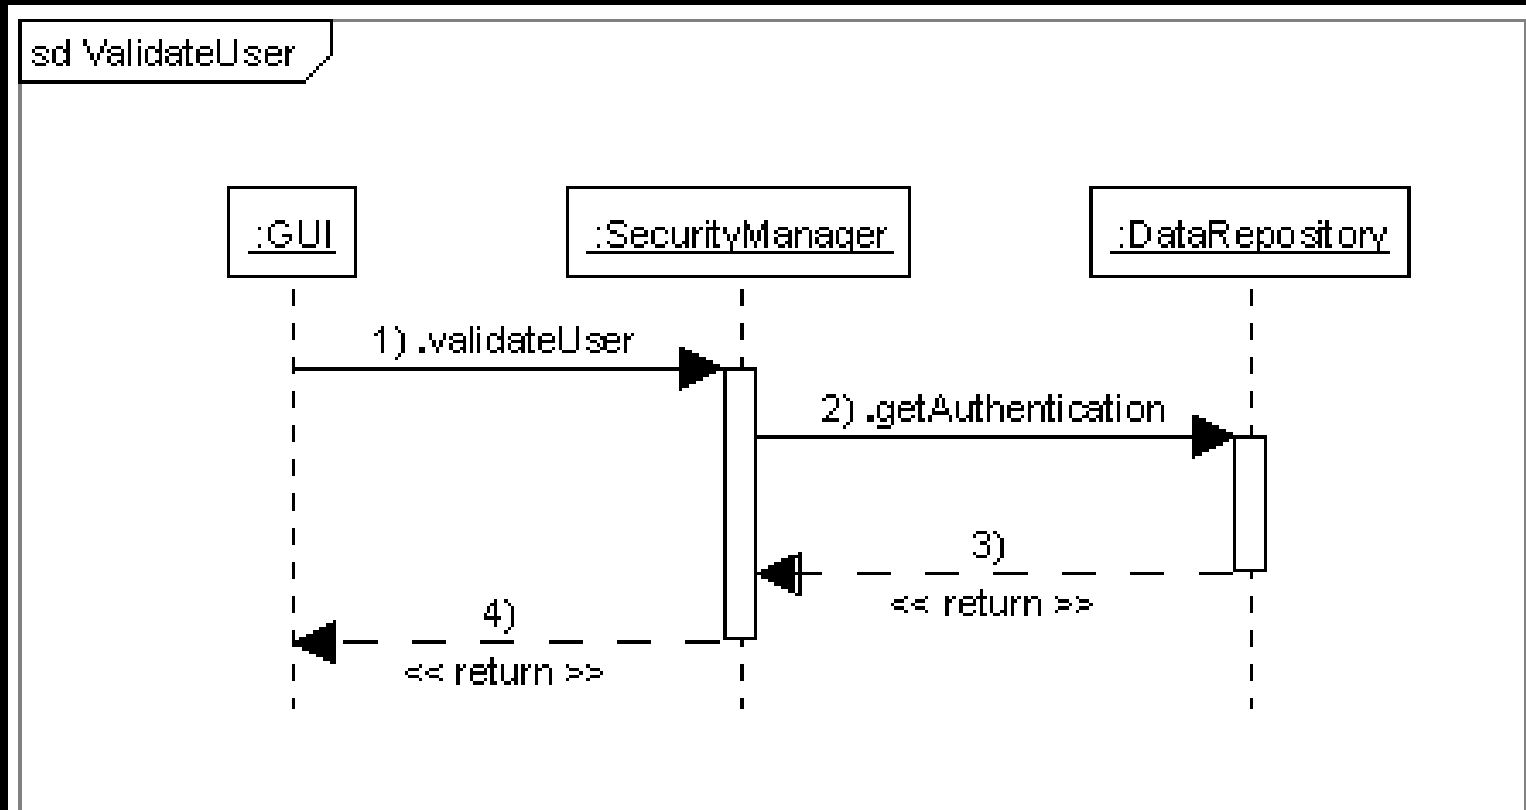 sd ValidateUser
:GUI
:SecurityManager
:DataRepository
1) .validateUser
2) .getAuthentication
3)
<< return >>
4)
<< return >>